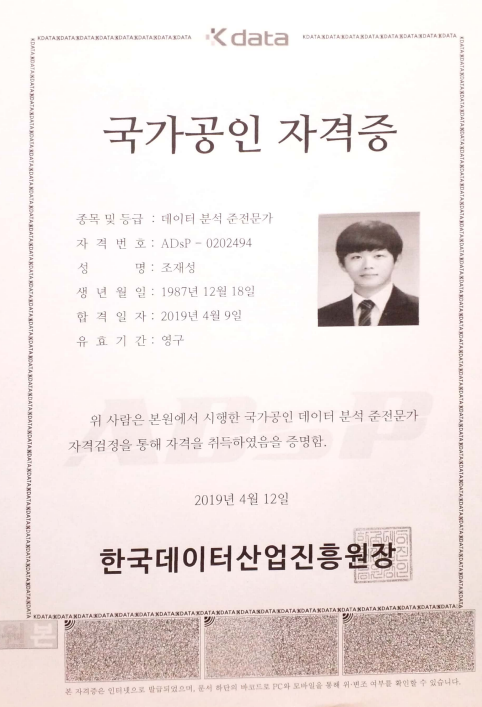 Kdata
국가공인 자격증
종목 및 등급 : 데이터 분석 준전문가
자 격 번 호 : ADsP - 0202494
성 명 : 조재성
생 년 월 일 : 1987년 12월 18일
합 격 일 자 : 2019년 4월 9일
유 효 기 간 : 영구
위 사람은 본원에서 시행한 국가공인 데이터 분석 준전문가
자격검정을 통해 자격을 취득하였음을 증명함.
2019년 4월 12일
한국데이터산업진흥원장
원본
본 자격증은 인터넷으로 발급되었으며, 문서 하단의 바코드로 PC와 모바일을 통해 위·변조 여부를 확인할 수 있습니다.